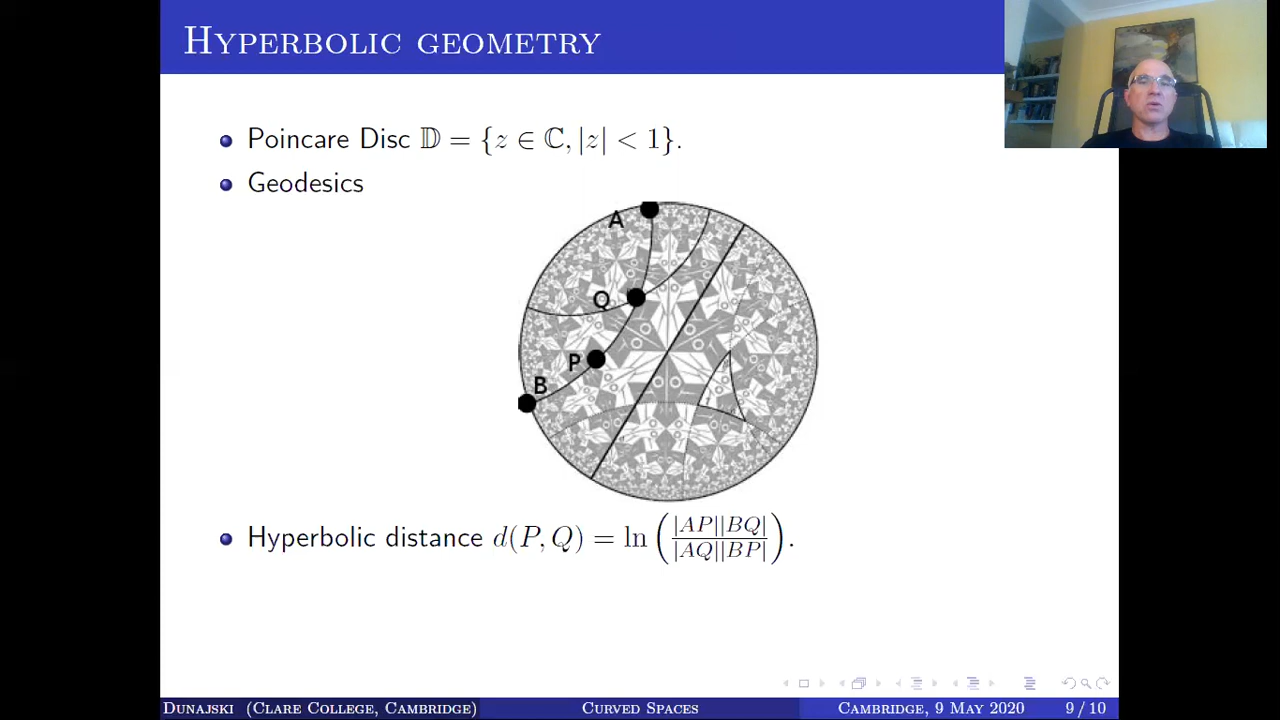 HYPERBOLIC GEOMETRY
Poincare Disc 𝔻 = {z ∈ ℂ, |z| < 1}.
Geodesics
A
Q
P
B
Hyperbolic distance d(P, Q) = ln(|AP||BQ| / |AQ||BP|).
DUNAJSKI (CLARE COLLEGE, CAMBRIDGE) CURVED SPACES CAMBRIDGE, 9 MAY 2020 9 / 10